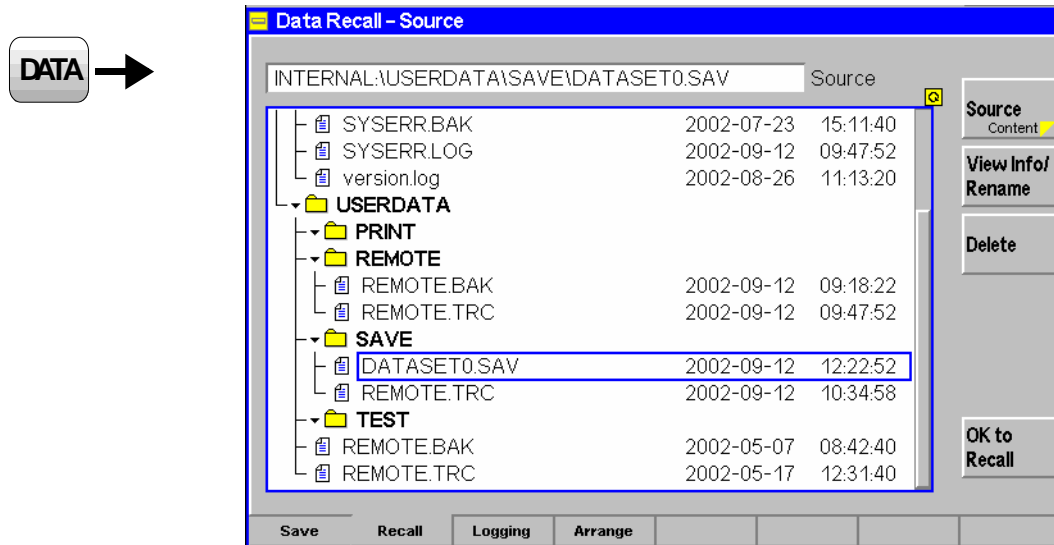 DATA
Data Recall – Source
INTERNAL:\USERDATA\SAVE\DATASET0.SAV Source
SYSERR.BAK 2002-07-23 15:11:40
SYSERR.LOG 2002-09-12 09:47:52
version.log 2002-08-26 11:13:20
USERDATA
PRINT
REMOTE
REMOTE.BAK 2002-09-12 09:18:22
REMOTE.TRC 2002-09-12 09:47:52
SAVE
DATASET0.SAV 2002-09-12 12:22:52
REMOTE.TRC 2002-09-12 10:34:58
TEST
REMOTE.BAK 2002-05-07 08:42:40
REMOTE.TRC 2002-05-17 12:31:40
Source
Content
View Info/
Rename
Delete
OK to
Recall
Save Recall Logging Arrange